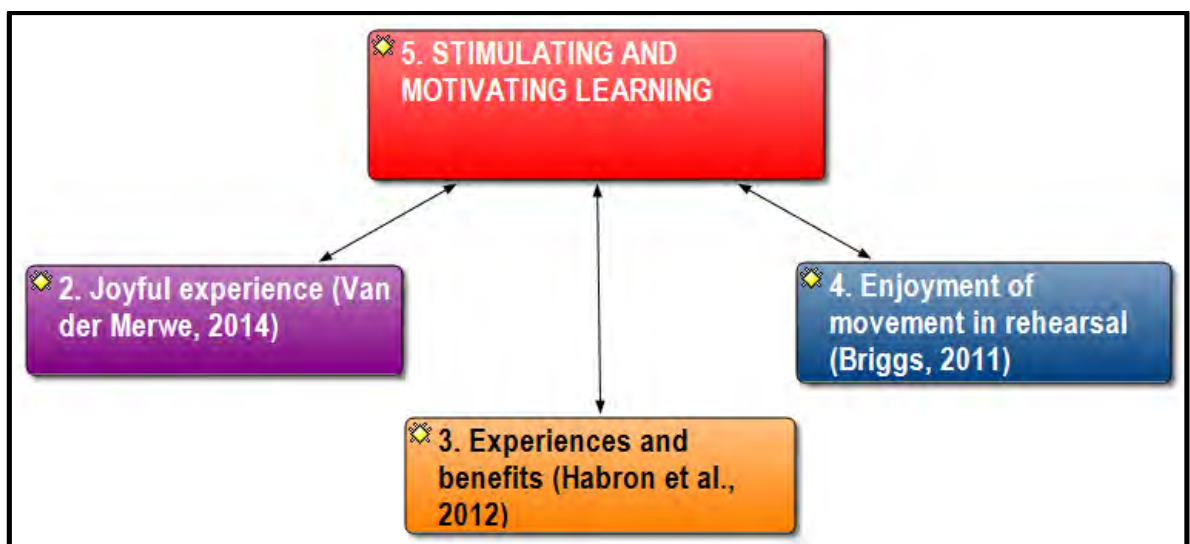 5. STIMULATING AND
MOTIVATING LEARNING
2. Joyful experience (Van
der Merwe, 2014)
4. Enjoyment of
movement in rehearsal
(Briggs, 2011)
3. Experiences and
benefits (Habron et al.,
2012)